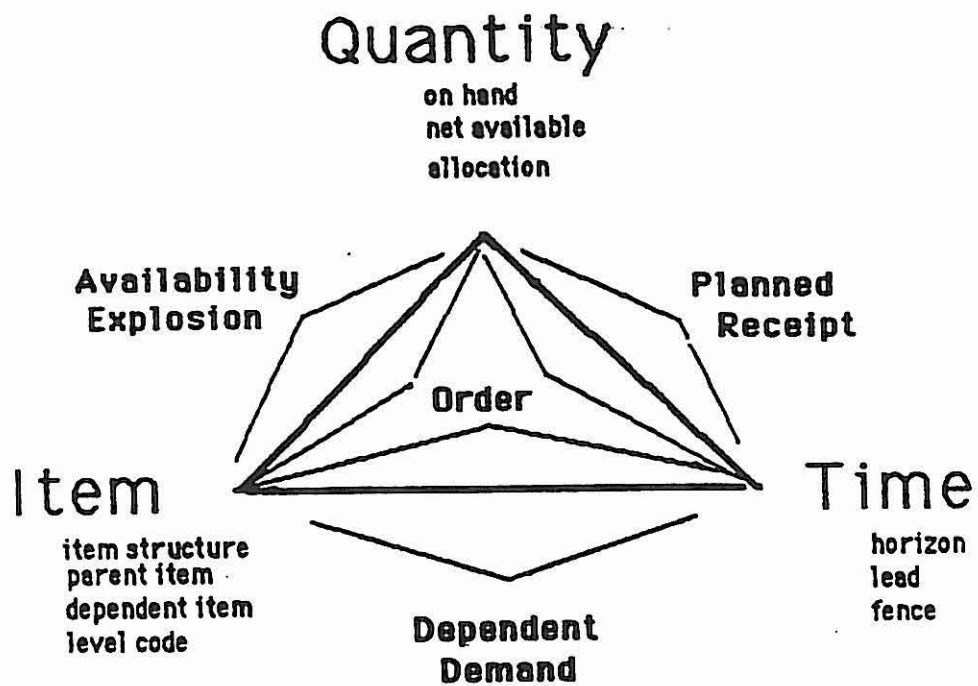 Quantity
on hand
net available
allocation
Availability
Explosion
Planned
Receipt
Order
Item
item structure
parent item
dependent item
level code
Time
horizon
lead
fence
Dependent
Demand